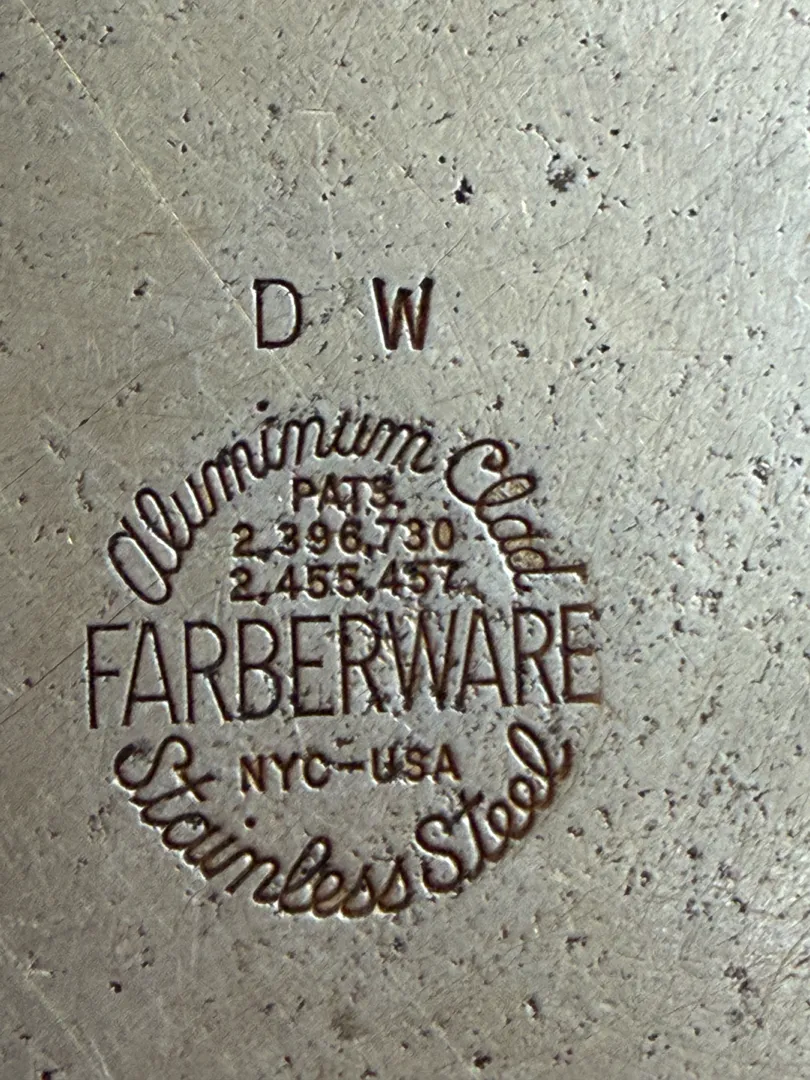 D W
Aluminum Clad
PATS.
2,396,730
2,455,457
FARBERWARE
NYC-USA
Stainless Steel